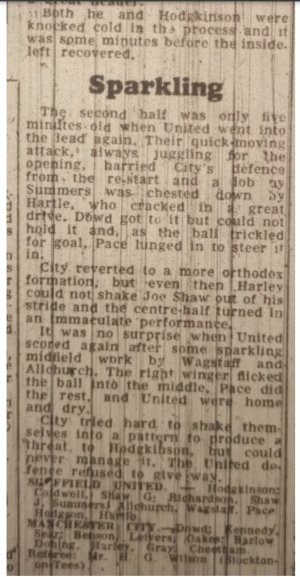 Both he and Hodgkinson were
knocked cold in the process and it
was some minutes before the inside-
left recovered.
Sparkling
The second half was only five
minutes old when United went into
the lead again. Their quick-moving
attack, always juggling for the
opening, harried City's defence
from the re-start and a lob by
Summers was chested down by
Hartle, who cracked in a great
drive. Dowd got to it but could not
hold it and, as the ball trickled
for goal, Pace lunged in to steer it
in.
City reverted to a more orthodox
formation, but even then Harley
could not shake Joe Shaw out of his
stride and the centre-half turned in
an immaculate performance.
It was no surprise when United
scored again after some sparkling
midfield work by Wagstaff and
Allchurch. The right winger flicked
the ball into the middle, Pace did
the rest, and United were home
and dry.
City tried hard to shake them-
selves into a pattern to produce a
threat to Hodgkinson, but could
never manage it. The United de-
fence refused to give way.
SHEFFIELD UNITED. — Hodgkinson;
Coldwell, Shaw G.; Richardson, Shaw
J. Summers; Allchurch, Wagstaff, Pace
Hodgson, Hartle.
MANCHESTER CITY.—Dowd; Kennedy,
Sear; Benson, Leivers, Oakes; Barlow
Dobing, Harley, Gray, Cheetham.
Referee: Mr. H. G. Wilson (Stockton-
on-Tees)